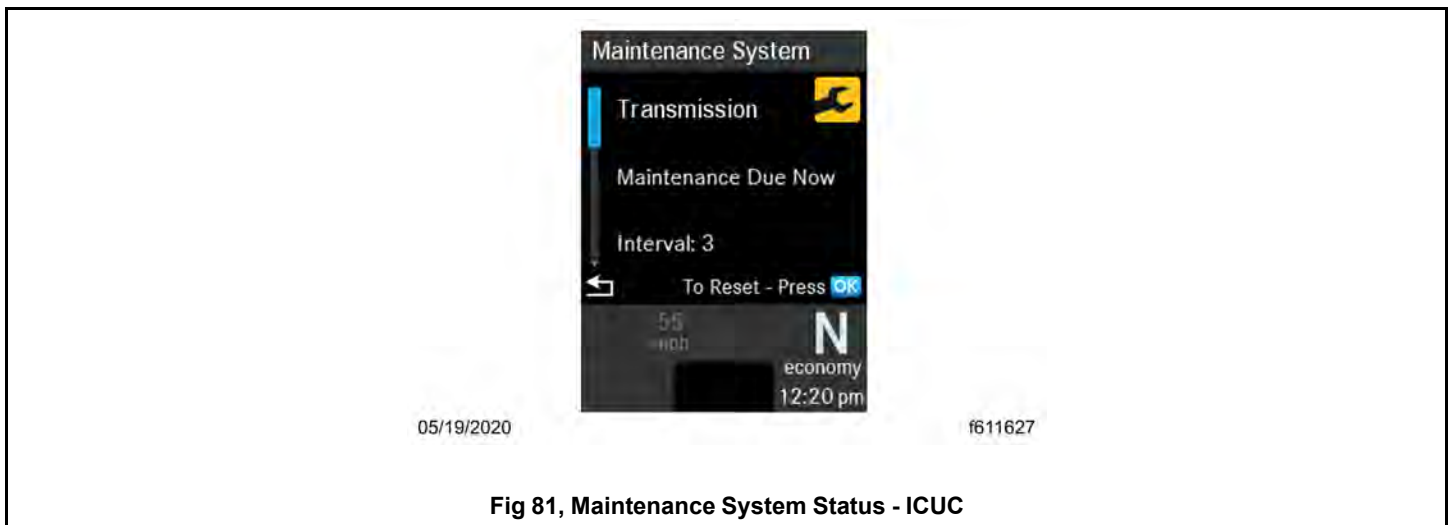 Maintenance System
Transmission
Maintenance Due Now
Interval: 3
To Reset - Press OK
55
mph
N
economy
12:20 pm
05/19/2020
f611627
Fig 81, Maintenance System Status - ICUC